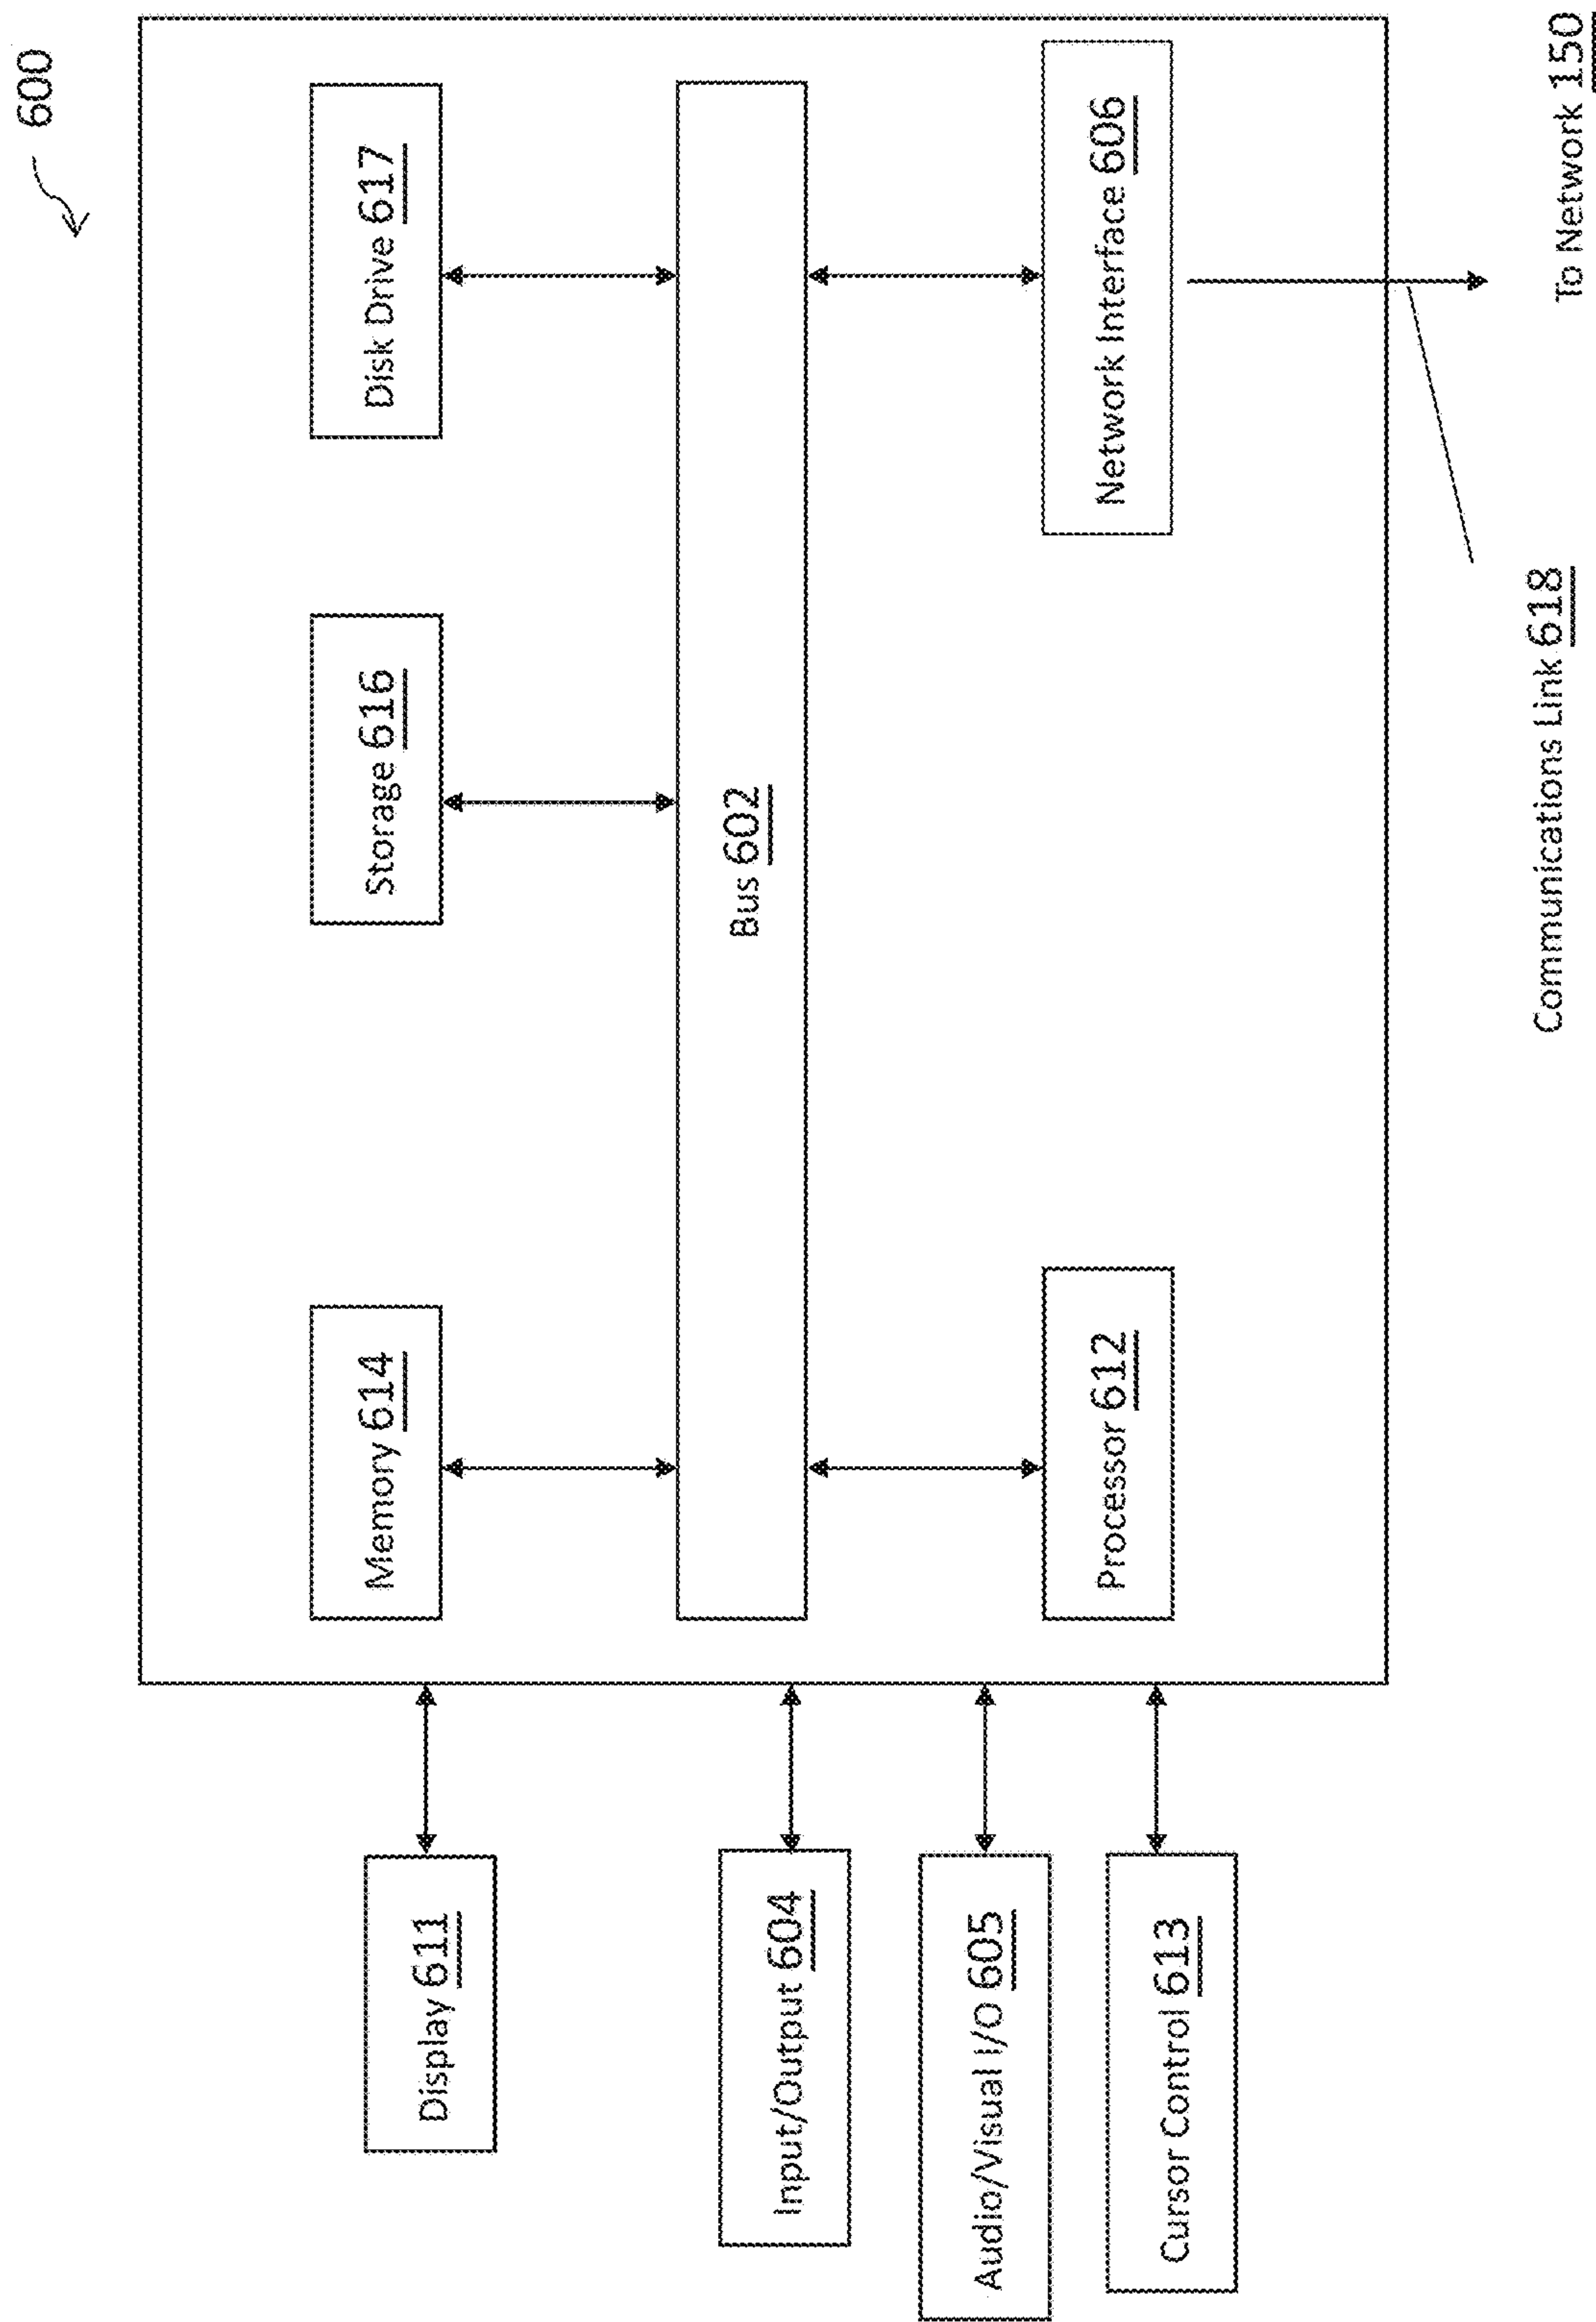 600
Display 611
Memory 614
Storage 616
Disk Drive 617
Input/Output 604
Bus 602
Audio/Visual I/O 605
Cursor Control 613
Processor 612
Network Interface 606
Communications Link 618
To Network 150